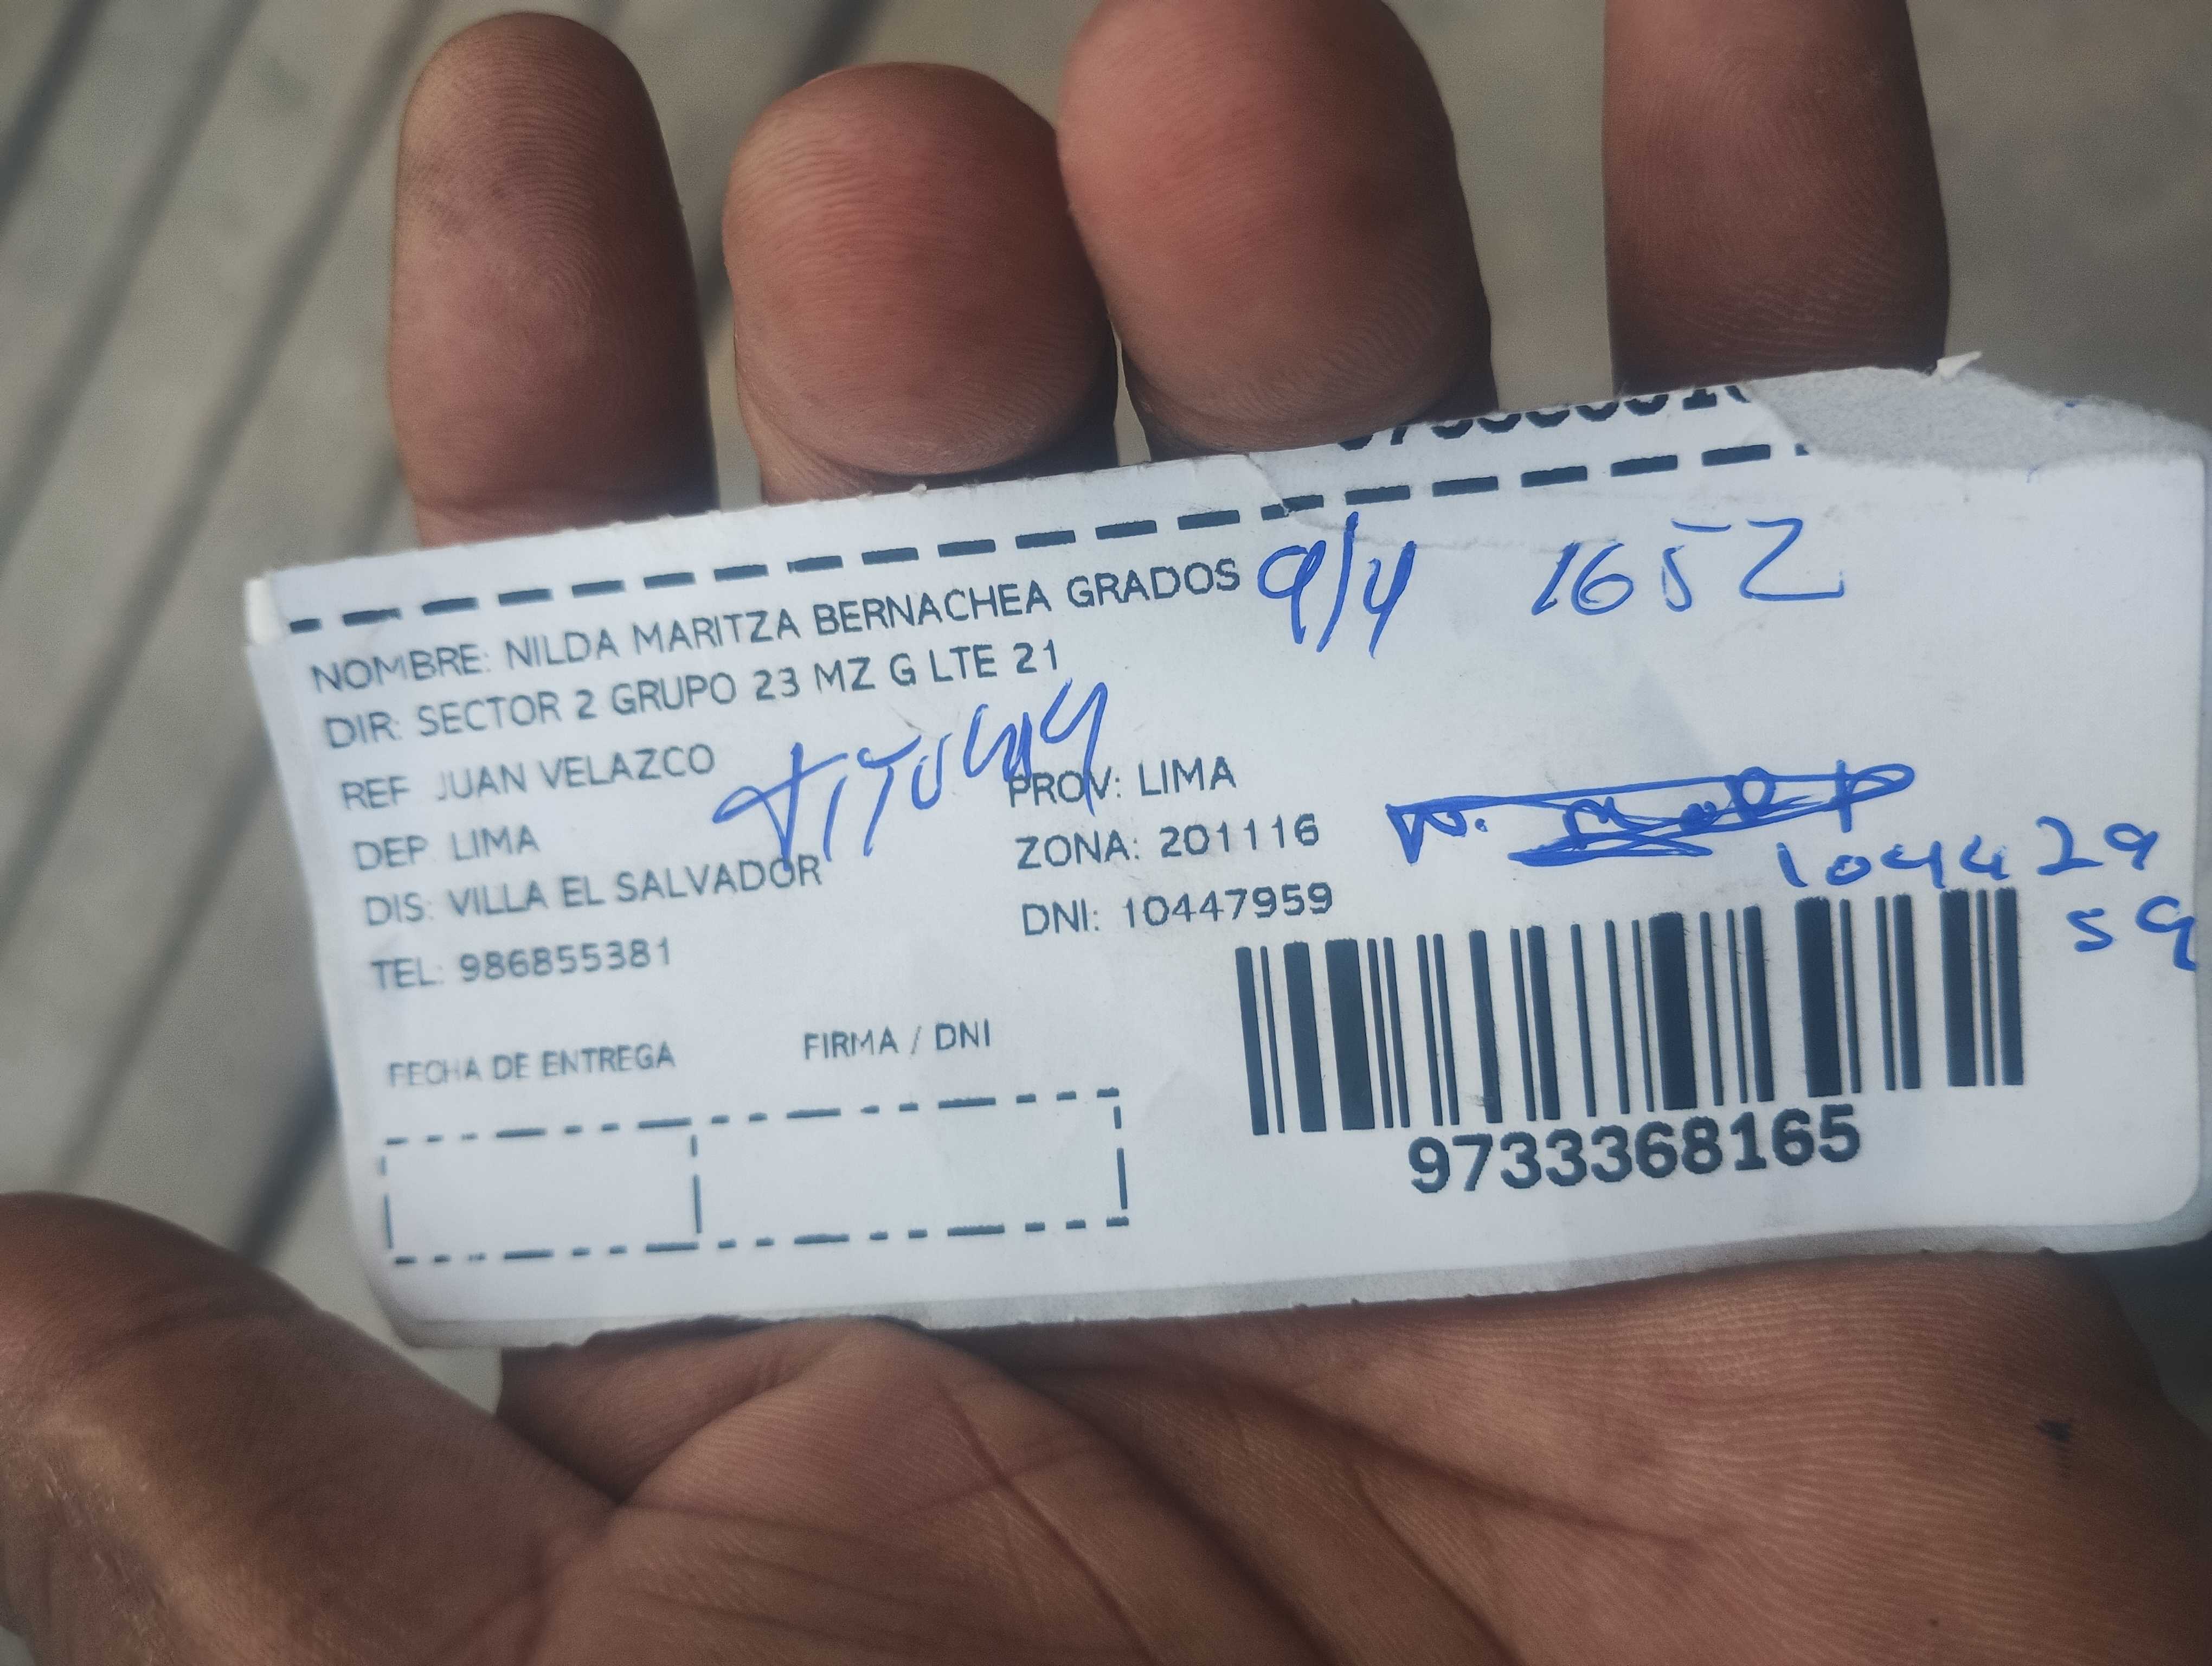 NOMBRE: NILDA MARITZA BERNACHEA GRADOS 9/4 1652
DIR: SECTOR 2 GRUPO 23 MZ G LTE 21
REF JUAN VELAZCO
TITULAR
DEP. LIMA PROV: LIMA
DIS: VILLA EL SALVADOR ZONA: 201116
TEL: 986855381 DNI: 10447959
104429
59
FECHA DE ENTREGA FIRMA / DNI
9733368165